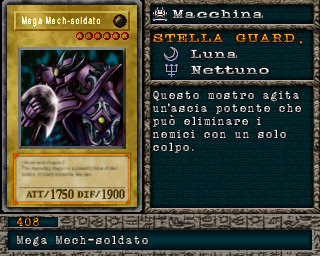 Mega Mech-soldato
ATT/1750 DIF/1900
Macchina
STELLA GUARD.
Luna
Nettuno
Questo mostro agita
un'ascia potente che
può eliminare i
nemici con un solo
colpo.
408
Mega Mech-soldato